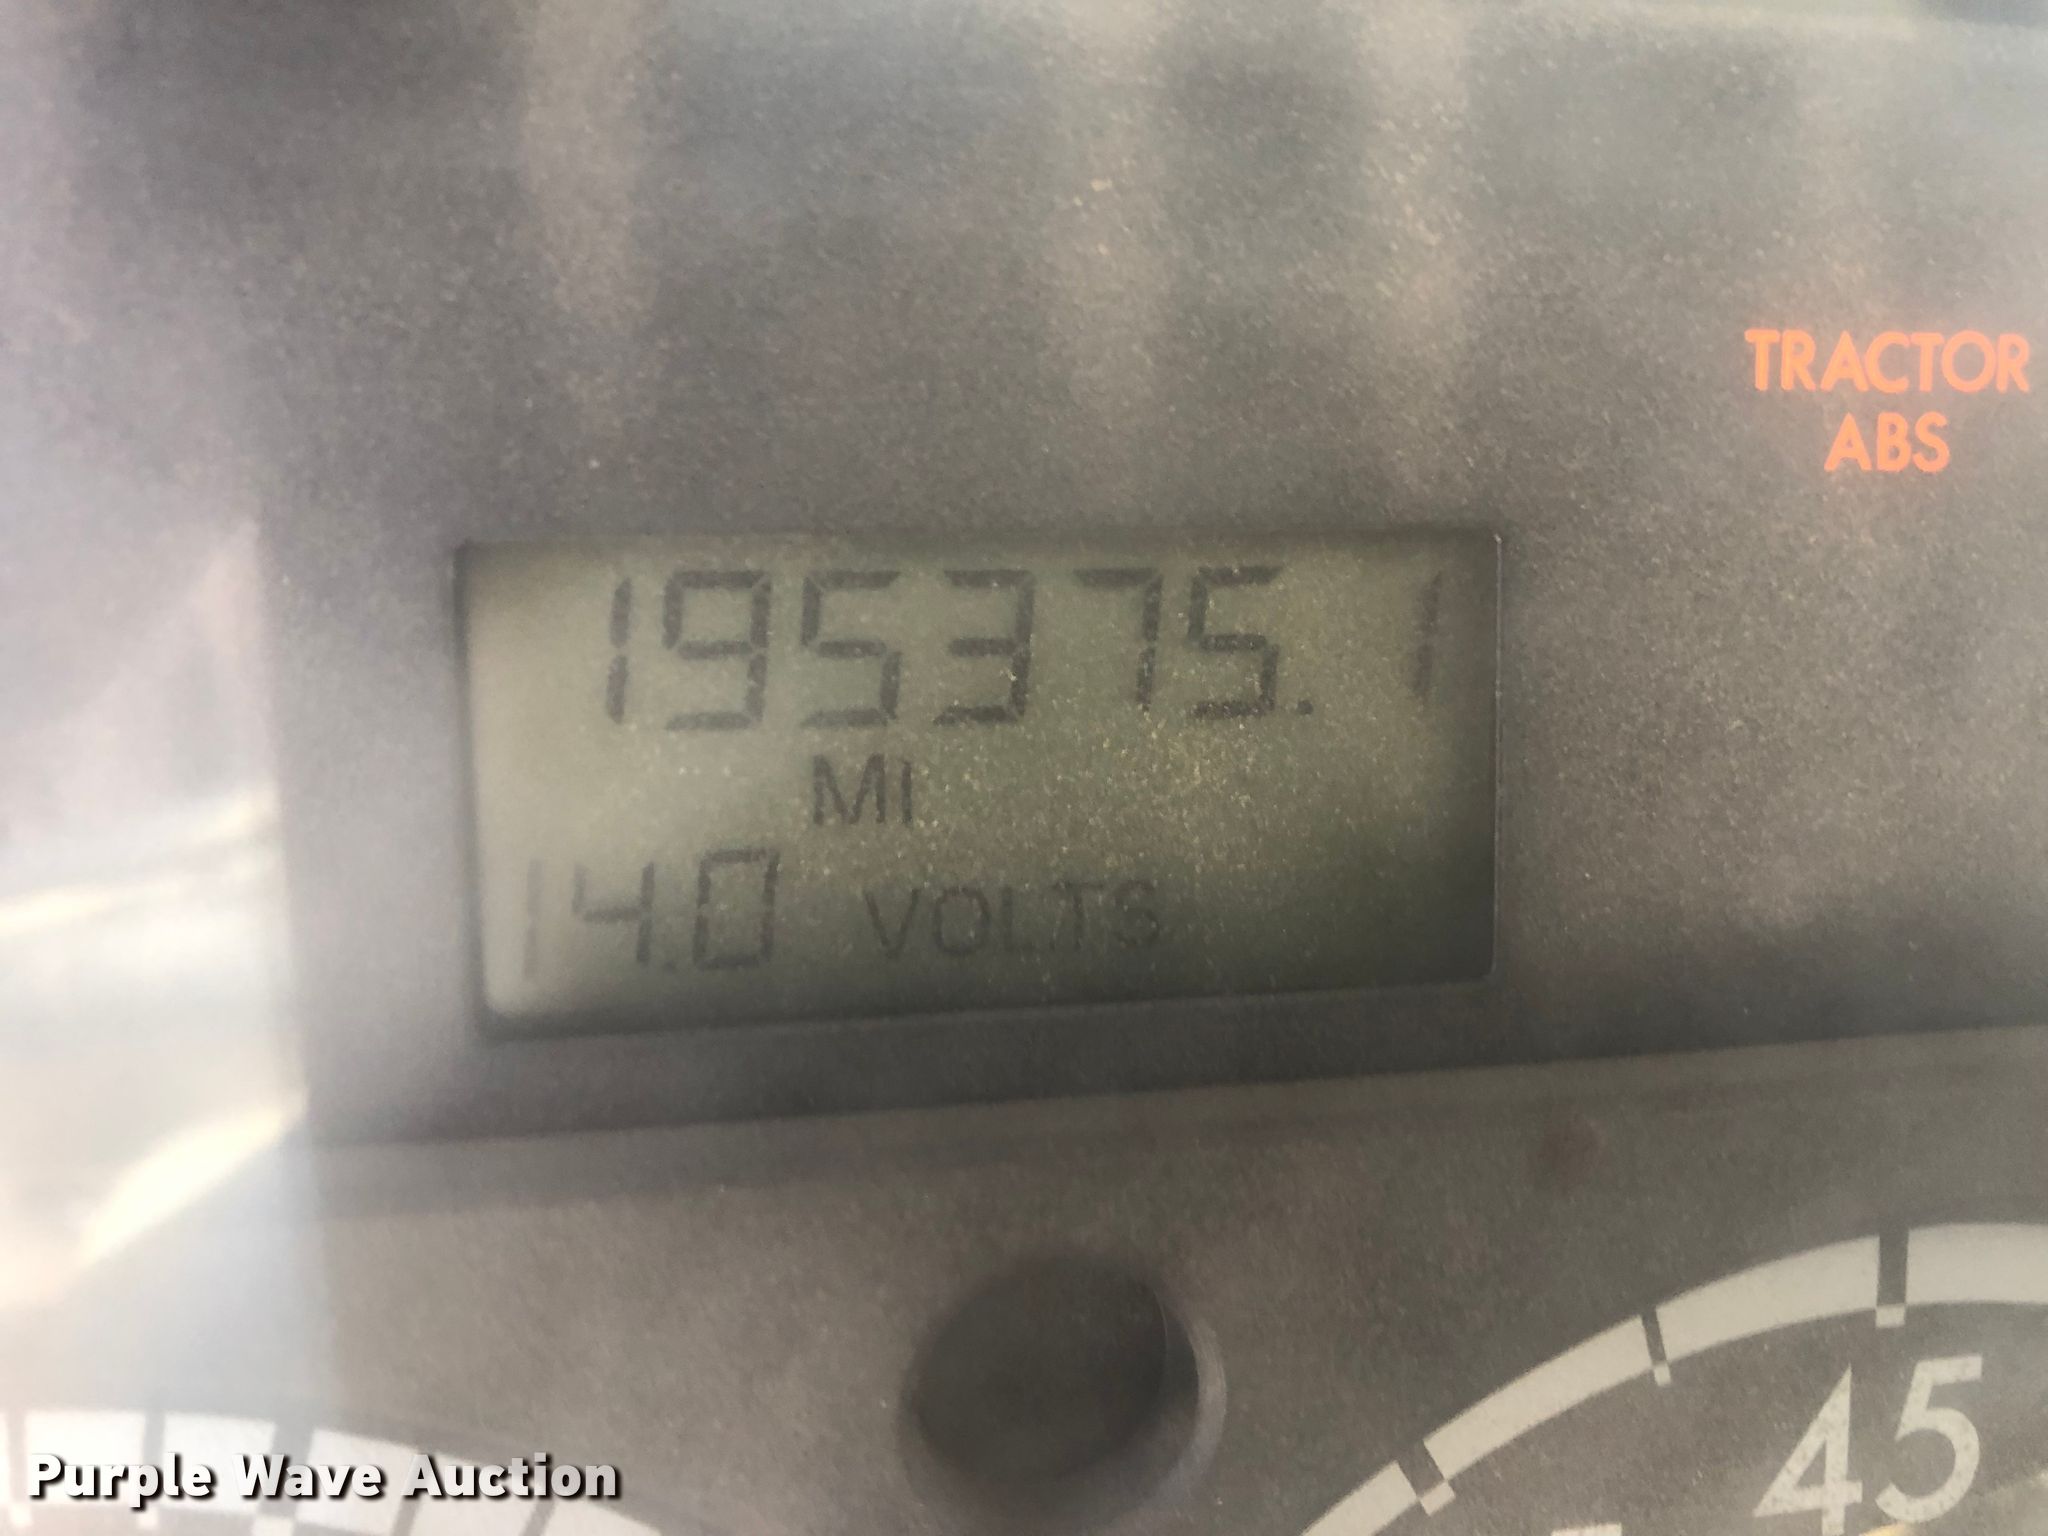 TRACTOR
ABS
195375.1
MI
14.0 VOLTS
45
Purple Wave Auction